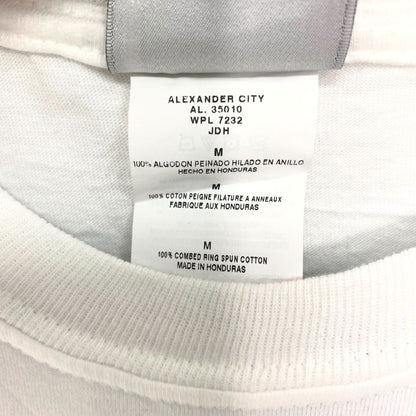 ALEXANDER CITY
AL. 35010
WPL 7232
JDH
M
100% ALGODON PEINADO HILADO EN ANILLO
HECHO EN HONDURAS
M
100% COTON PEIGNE FILATURE A ANNEAUX
FABRIQUE AUX HONDURAS
M
100% COMBED RING SPUN COTTON
MADE IN HONDURAS